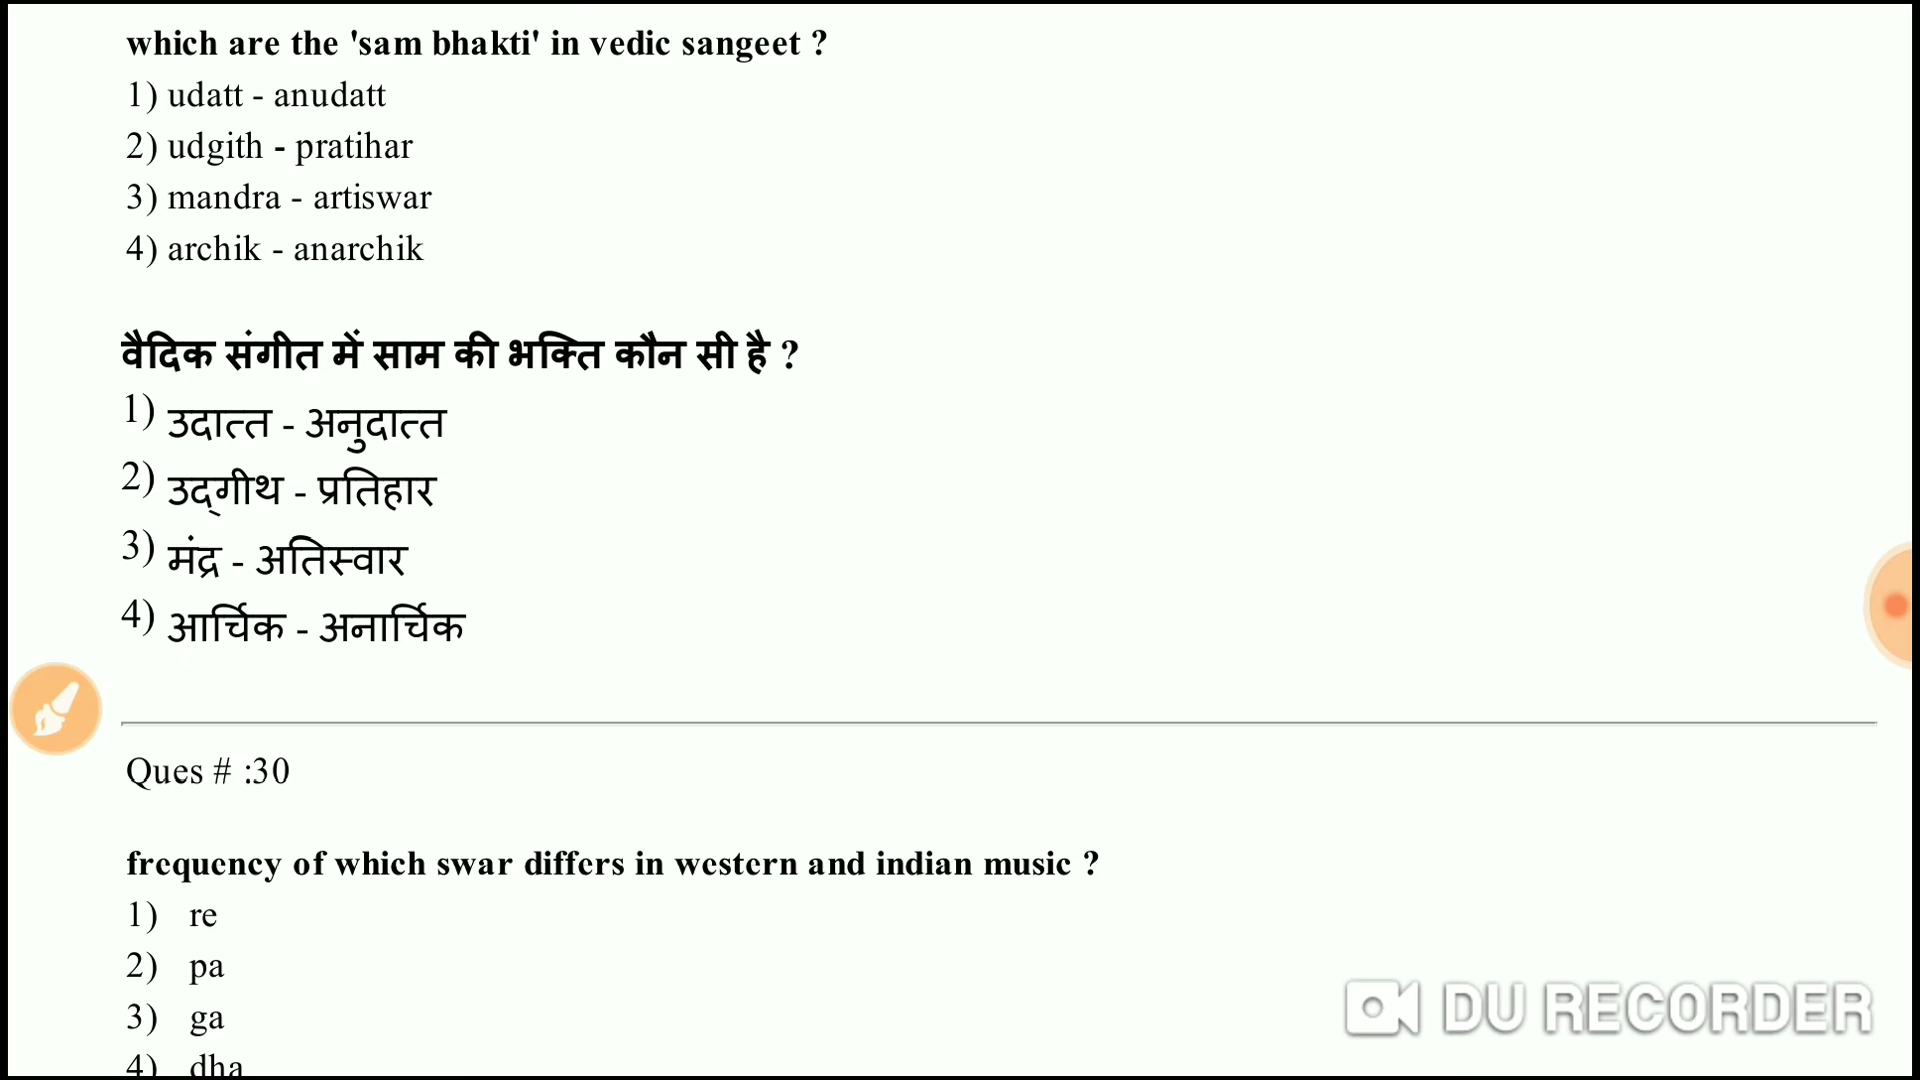 which are the 'sam bhakti' in vedic sangeet ?
1) udatt - anudatt
2) udgith - pratihar
3) mandra - artiswar
4) archik - anarchik
वैदिक संगीत में साम की भक्ति कौन सी है ?
1) उदात्त - अनुदात्त
2) उद्‌गीथ - प्रतिहार
3) मंद्र - अतिस्वार
4) आर्चिक - अनार्चिक
Ques # :30
frequency of which swar differs in western and indian music ?
1) re
2) pa
3) ga
4) dha
DU RECORDER